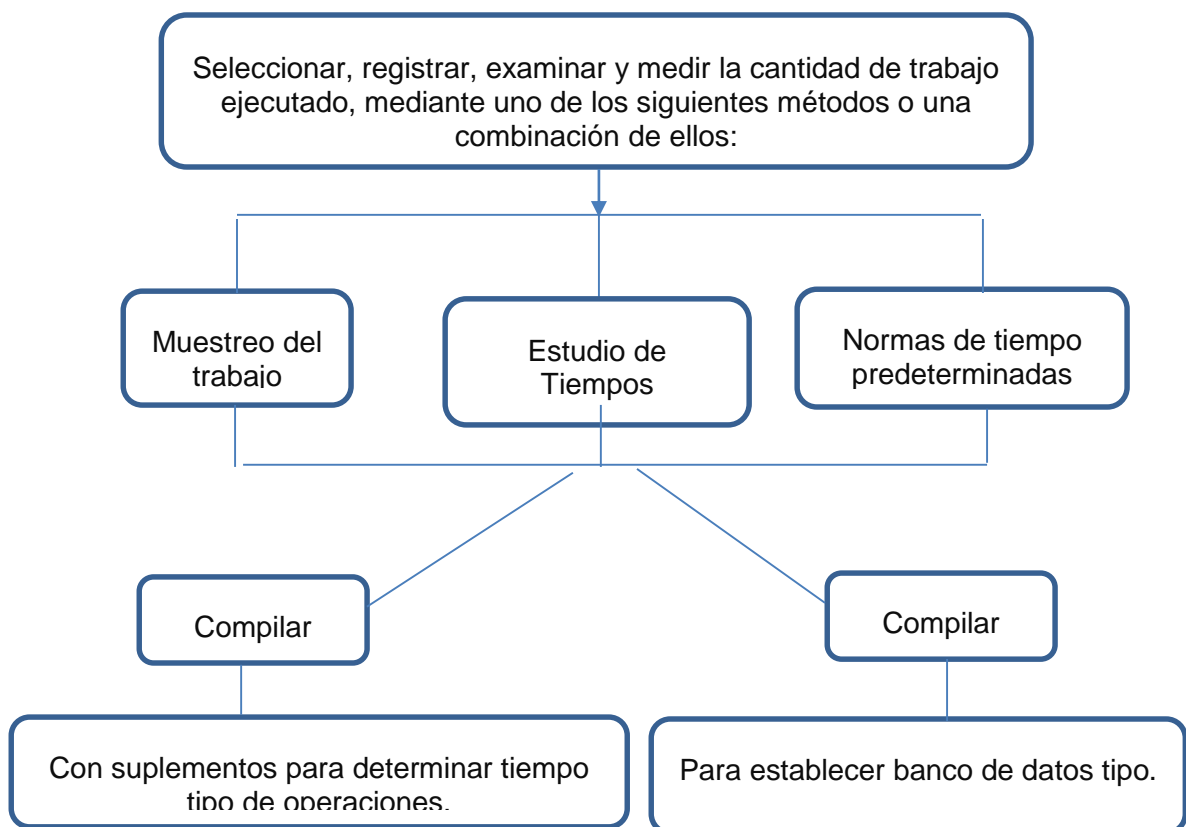 Seleccionar, registrar, examinar y medir la cantidad de trabajo
ejecutado, mediante uno de los siguientes métodos o una
combinación de ellos:
Muestreo del
trabajo
Estudio de
Tiempos
Normas de tiempo
predeterminadas
Compilar
Compilar
Con suplementos para determinar tiempo
tipo de operaciones.
Para establecer banco de datos tipo.